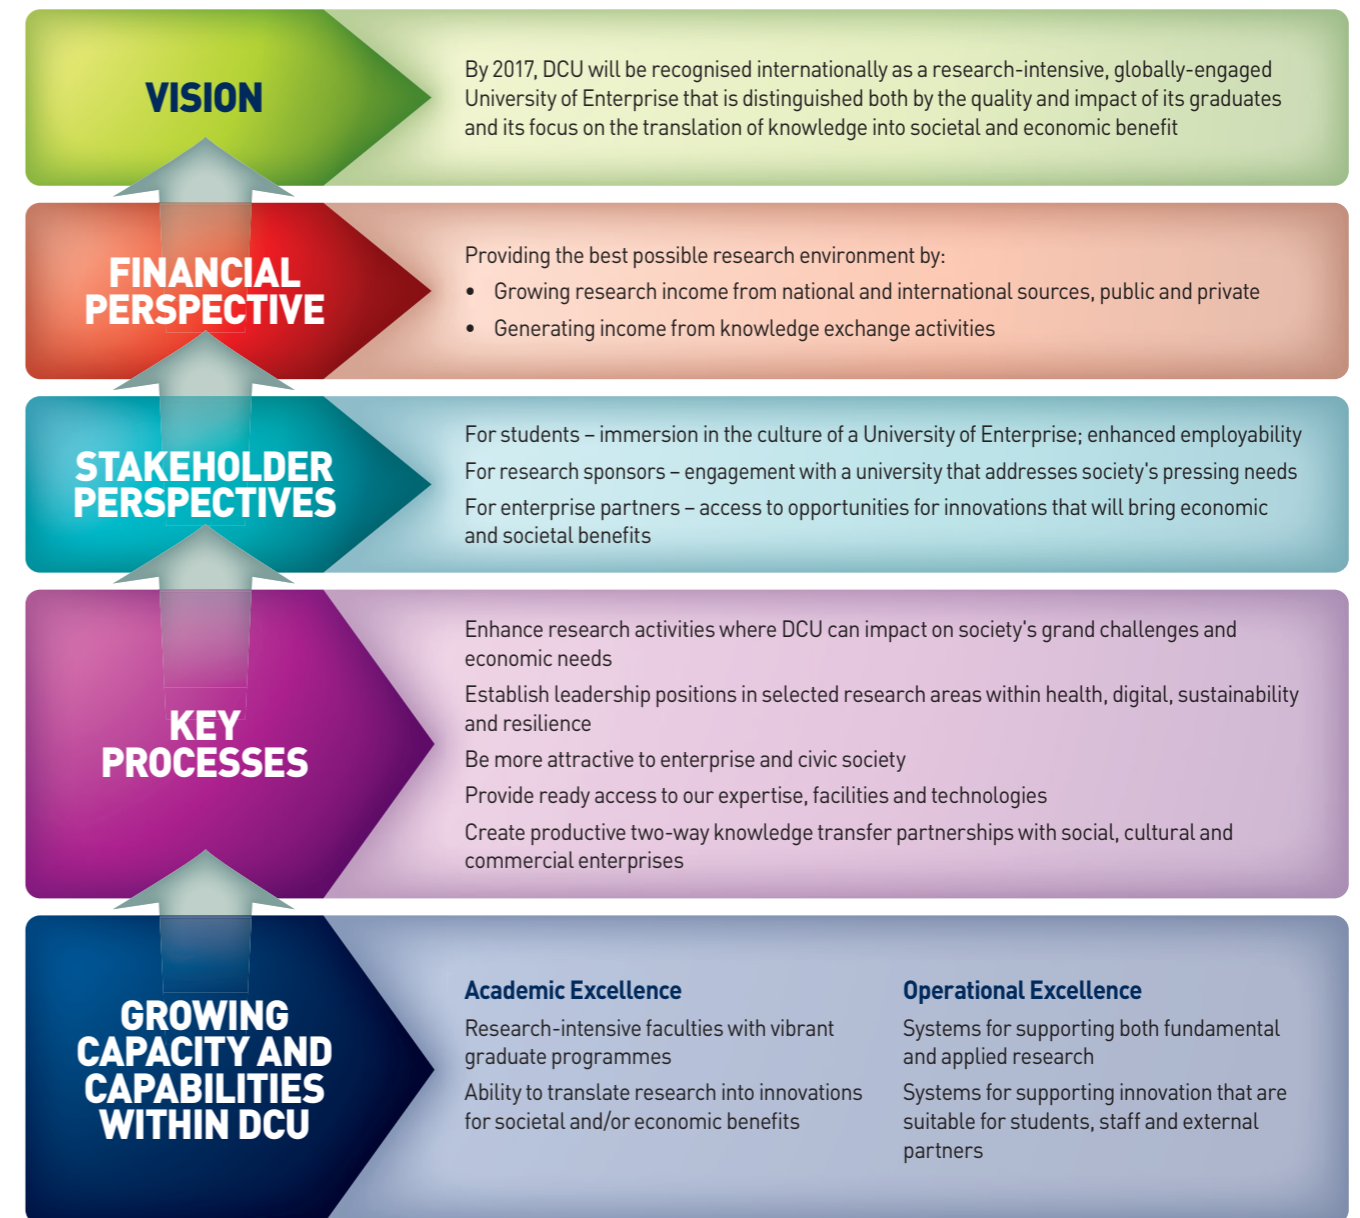 VISION
By 2017, DCU will be recognised internationally as a research-intensive, globally-engaged
University of Enterprise that is distinguished both by the quality and impact of its graduates
and its focus on the translation of knowledge into societal and economic benefit
FINANCIAL
PERSPECTIVE
Providing the best possible research environment by:
• Growing research income from national and international sources, public and private
• Generating income from knowledge exchange activities
STAKEHOLDER
PERSPECTIVES
For students – immersion in the culture of a University of Enterprise; enhanced employability
For research sponsors – engagement with a university that addresses society's pressing needs
For enterprise partners – access to opportunities for innovations that will bring economic
and societal benefits
KEY
PROCESSES
Enhance research activities where DCU can impact on society's grand challenges and
economic needs
Establish leadership positions in selected research areas within health, digital, sustainability
and resilience
Be more attractive to enterprise and civic society
Provide ready access to our expertise, facilities and technologies
Create productive two-way knowledge transfer partnerships with social, cultural and
commercial enterprises
GROWING
CAPACITY AND
CAPABILITIES
WITHIN DCU
Academic Excellence
Research-intensive faculties with vibrant
graduate programmes
Ability to translate research into innovations
for societal and/or economic benefits
Operational Excellence
Systems for supporting both fundamental
and applied research
Systems for supporting innovation that are
suitable for students, staff and external
partners